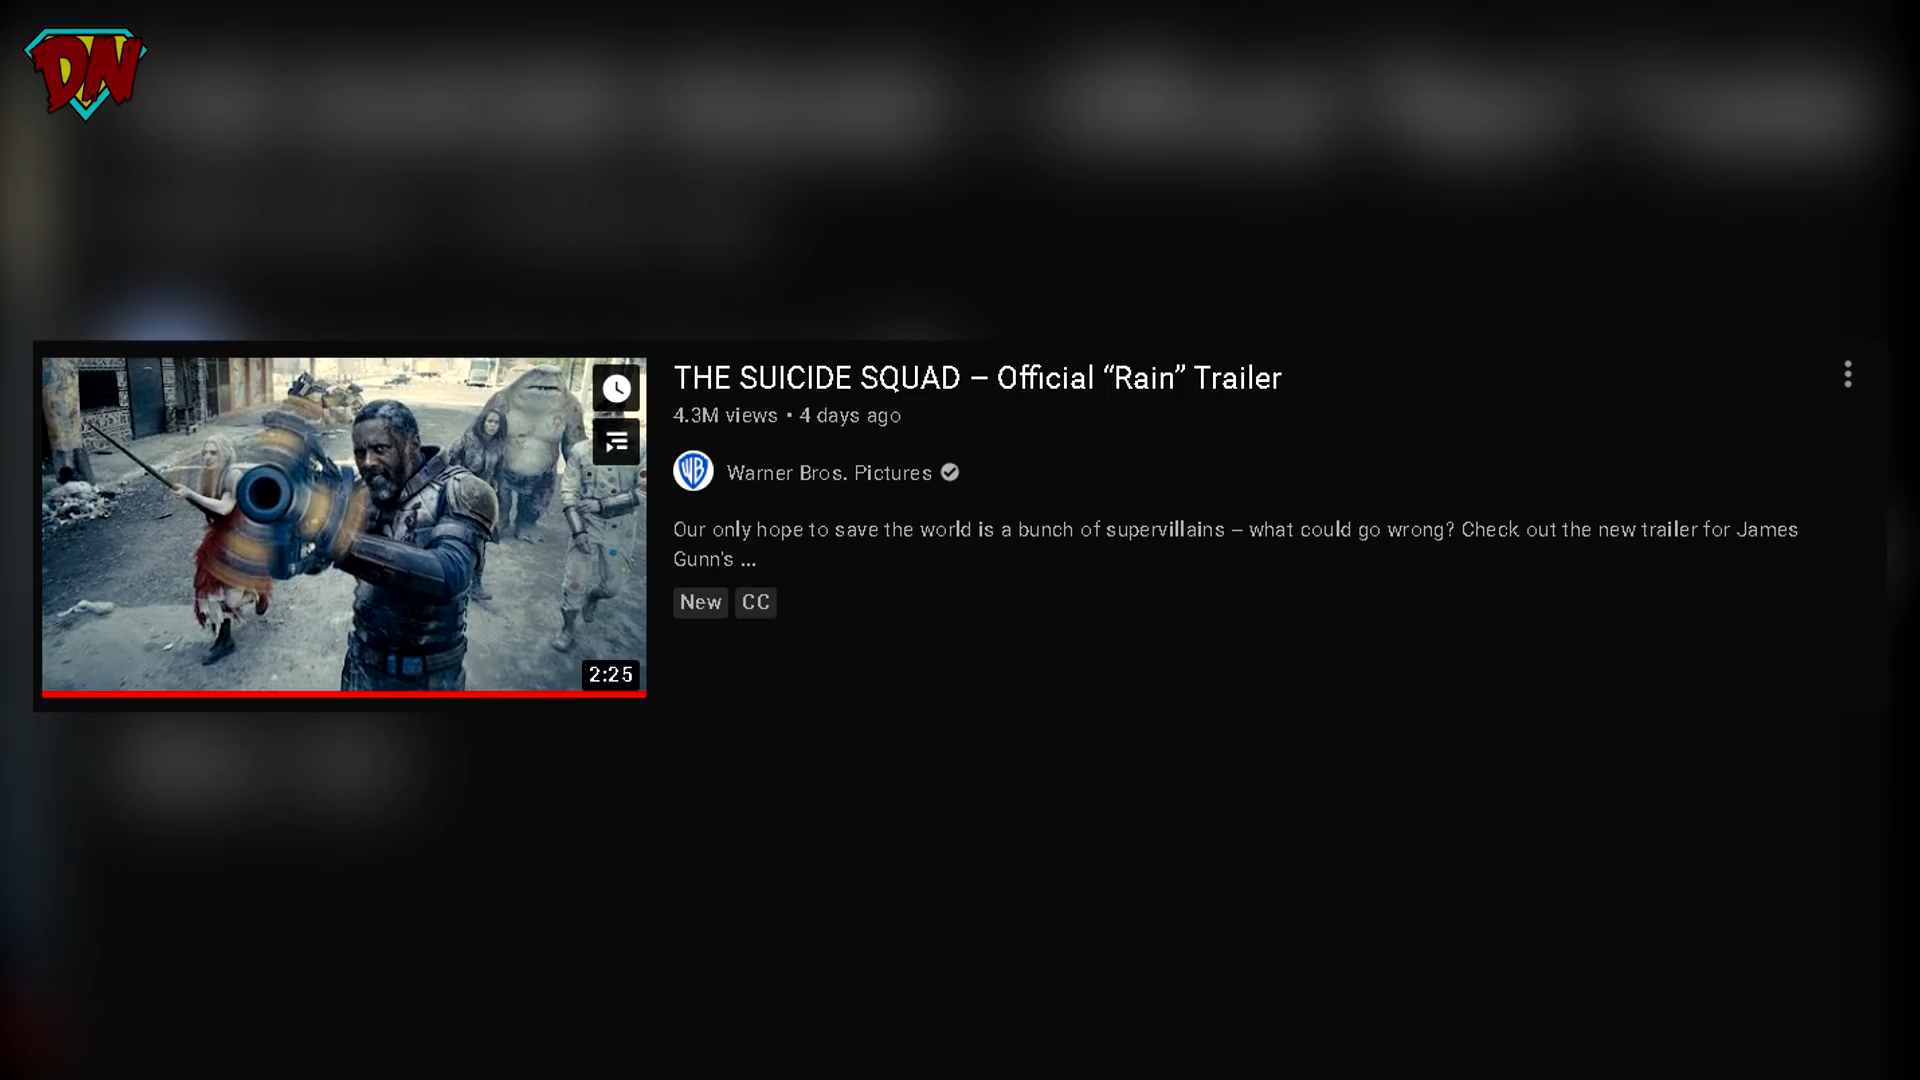 DN
THE SUICIDE SQUAD – Official “Rain” Trailer
4.3M views • 4 days ago
WB
Warner Bros. Pictures
Our only hope to save the world is a bunch of supervillains – what could go wrong? Check out the new trailer for James
Gunn's ...
New CC
2:25